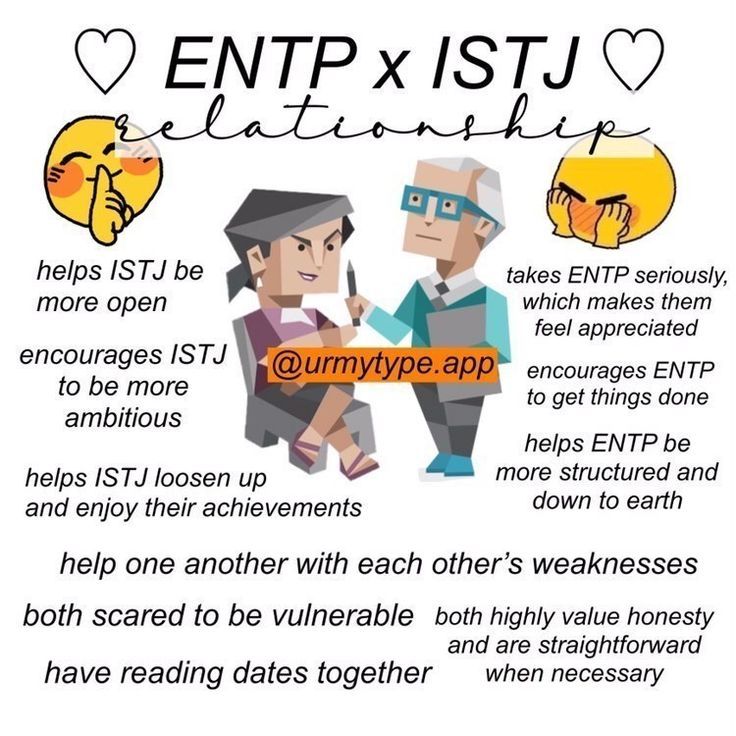 ♡ ENTP x ISTJ ♡
relationship
helps ISTJ be
more open
encourages ISTJ
to be more
ambitious
helps ISTJ loosen up
and enjoy their achievements
@urmytype.app
takes ENTP seriously,
which makes them
feel appreciated
encourages ENTP
to get things done
helps ENTP be
more structured and
down to earth
help one another with each other’s weaknesses
both scared to be vulnerable
have reading dates together
both highly value honesty
and are straightforward
when necessary